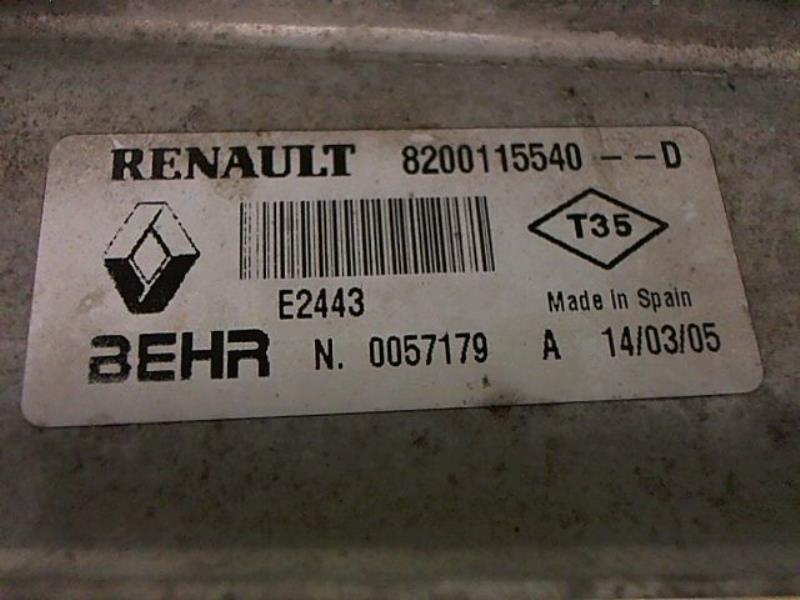 RENAULT 8200115540 -- D
T35
E2443 Made in Spain
BEHR N. 0057179 A 14/03/05